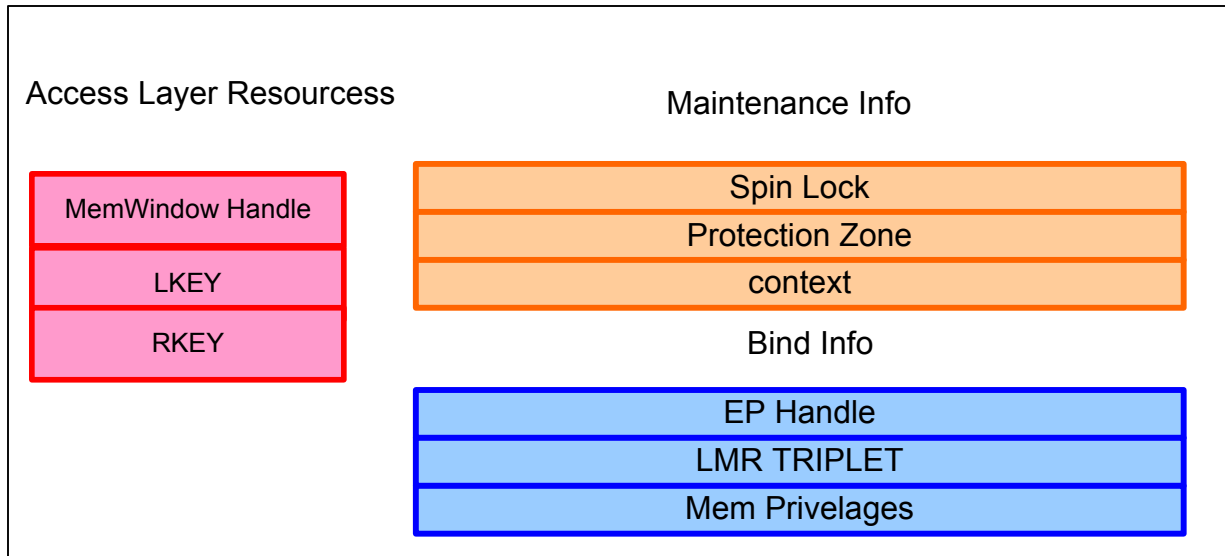 Access Layer Resourcess
MemWindow Handle
LKEY
RKEY
Maintenance Info
Spin Lock
Protection Zone
context
Bind Info
EP Handle
LMR TRIPLET
Mem Privelages